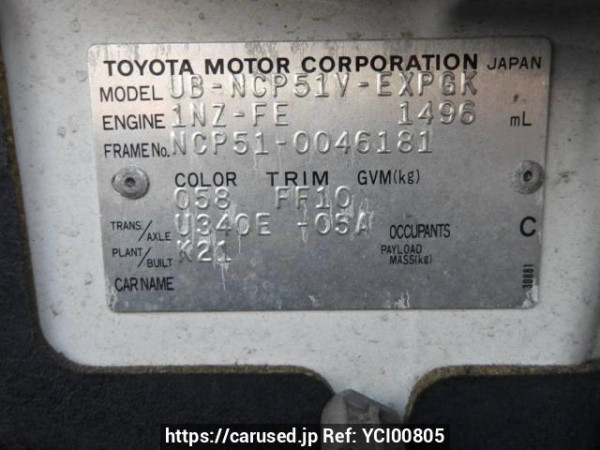 TOYOTA MOTOR CORPORATION JAPAN
MODEL UB-NCP51V-EXPGK
ENGINE 1NZ-FE 1496 mL
FRAME No. NCP51-0046181
COLOR TRIM GVM(kg)
058 FF10
TRANS/AXLE U340E -05A OCCUPANTS C
PLANT/BUILT K21 PAYLOAD MASS(kg)
CAR NAME
30881
https://carused.jp Ref: YCI00805